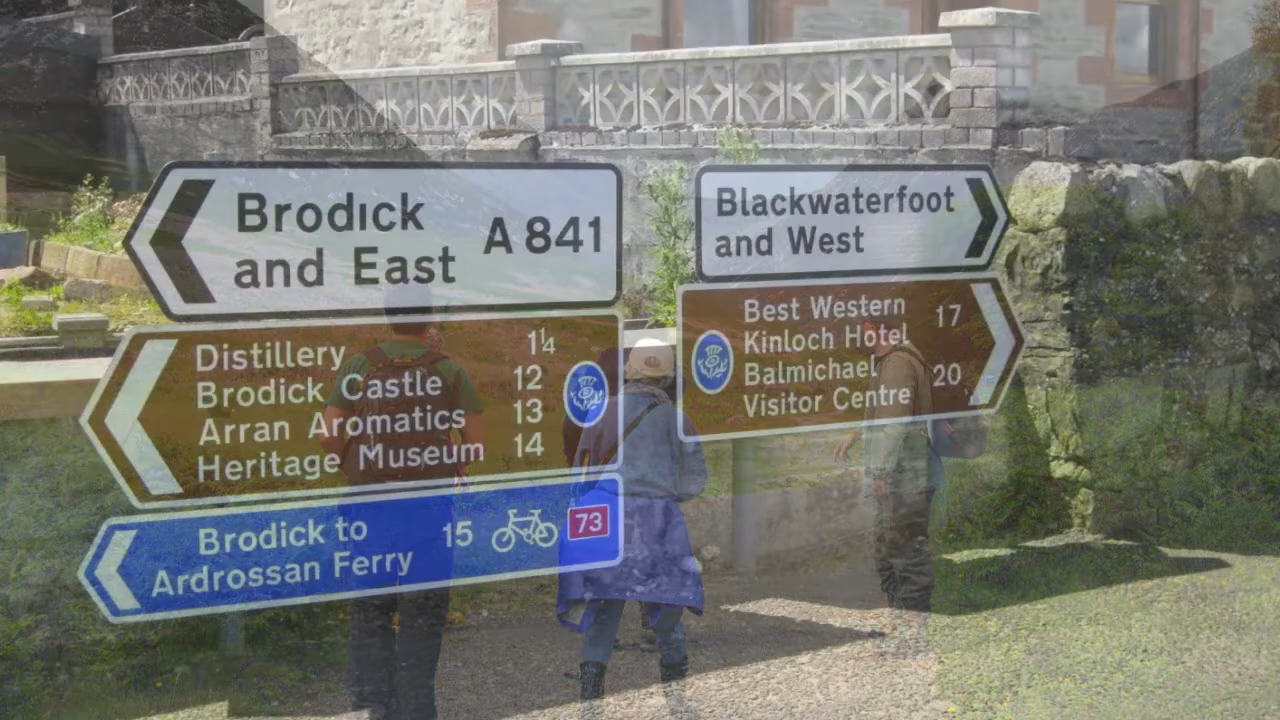 Brodick
and East
A 841
Blackwaterfoot
and West
Distillery 1¼
Brodick Castle 12
Arran Aromatics 13
Heritage Museum 14
Best Western
Kinloch Hotel 17
Balmichael
Visitor Centre 20
Brodick to
Ardrossan Ferry
15
73